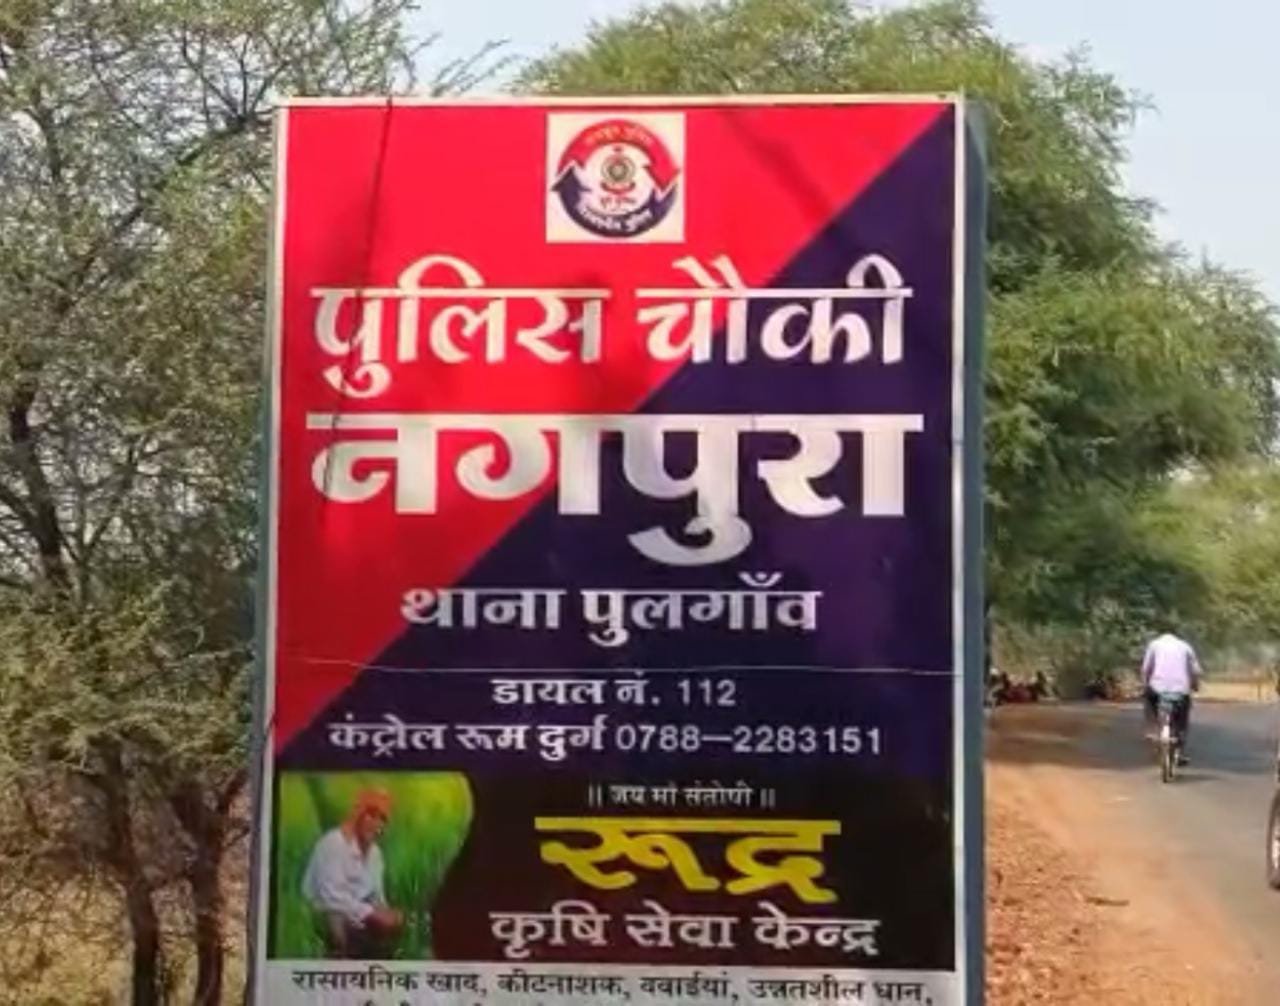 पुलिस चौकी
नगपुरा
थाना पुलगाँव
डायल नं. 112
कंट्रोल रूम दुर्ग 0788–2283151
|| जय माँ संतोषी ||
रूद्र
कृषि सेवा केन्द्र
रासायनिक खाद, कीटनाशक, दवाईयां, उन्नतशील धान,